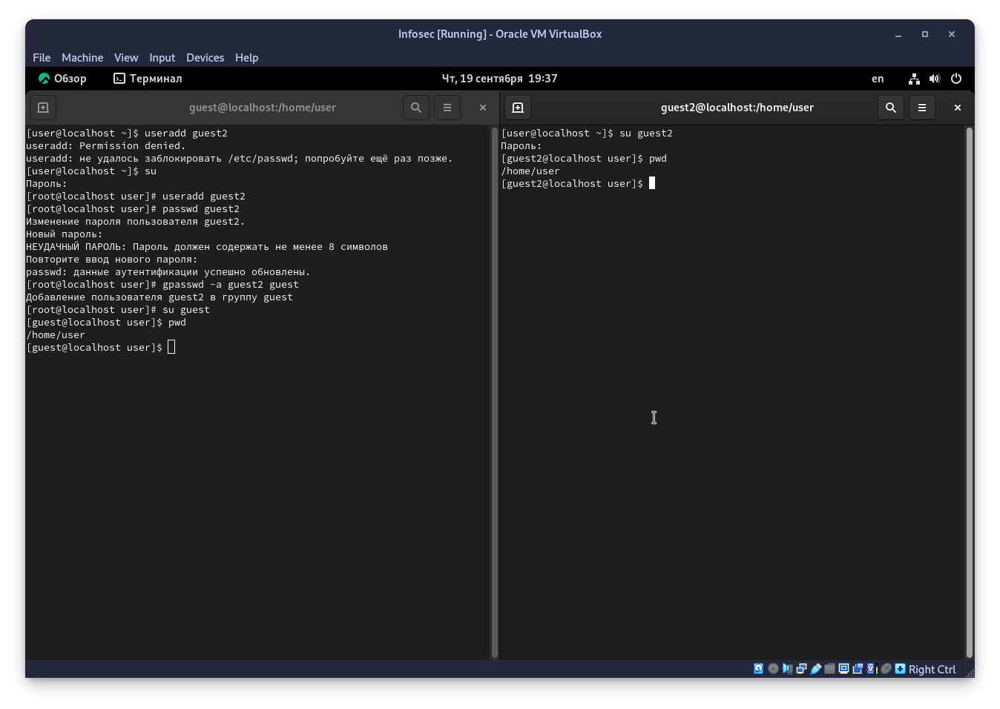 Infosec [Running] - Oracle VM VirtualBox
File Machine View Input Devices Help
Обзор Терминал Чт, 19 сентября 19:37 en
guest@localhost:/home/user
[user@localhost ~]$ useradd guest2
useradd: Permission denied.
useradd: не удалось заблокировать /etc/passwd; попробуйте ещё раз позже.
[user@localhost ~]$ su
Пароль:
[root@localhost user]# useradd guest2
[root@localhost user]# passwd guest2
Изменение пароля пользователя guest2.
Новый пароль:
НЕУДАЧНЫЙ ПАРОЛЬ: Пароль должен содержать не менее 8 символов
Повторите ввод нового пароля:
passwd: данные аутентификации успешно обновлены.
[root@localhost user]# gpasswd -a guest2 guest
Добавление пользователя guest2 в группу guest
[root@localhost user]# su guest
[guest@localhost user]$ pwd
/home/user
[guest@localhost user]$
guest2@localhost:/home/user
[user@localhost ~]$ su guest2
Пароль:
[guest2@localhost user]$ pwd
/home/user
[guest2@localhost user]$
Right Ctrl